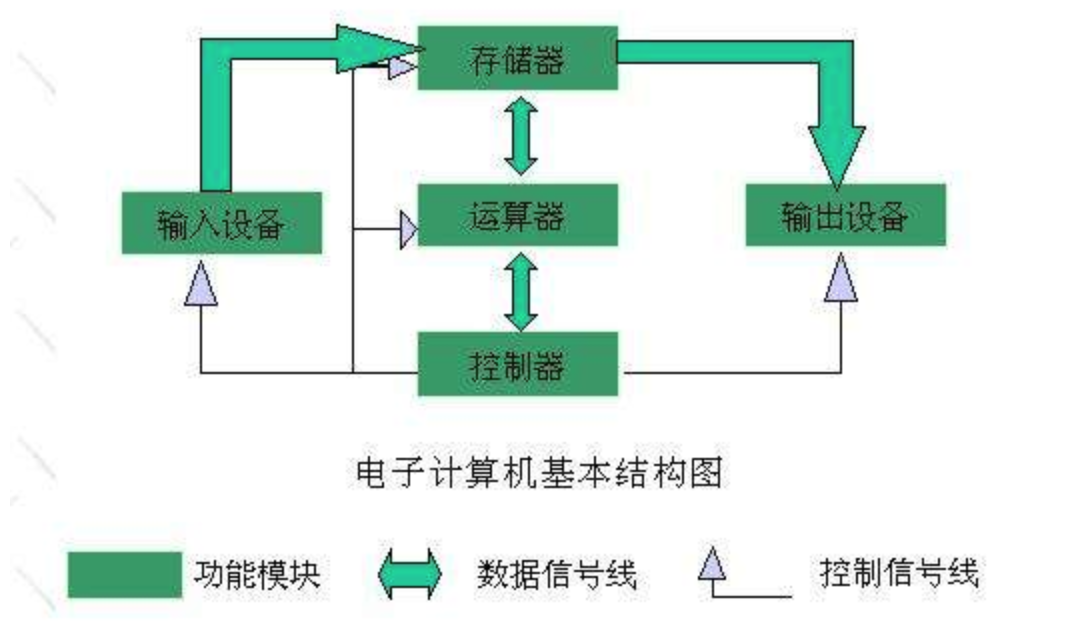 存储器
输入设备
运算器
输出设备
控制器
电子计算机基本结构图
功能模块
数据信号线
控制信号线